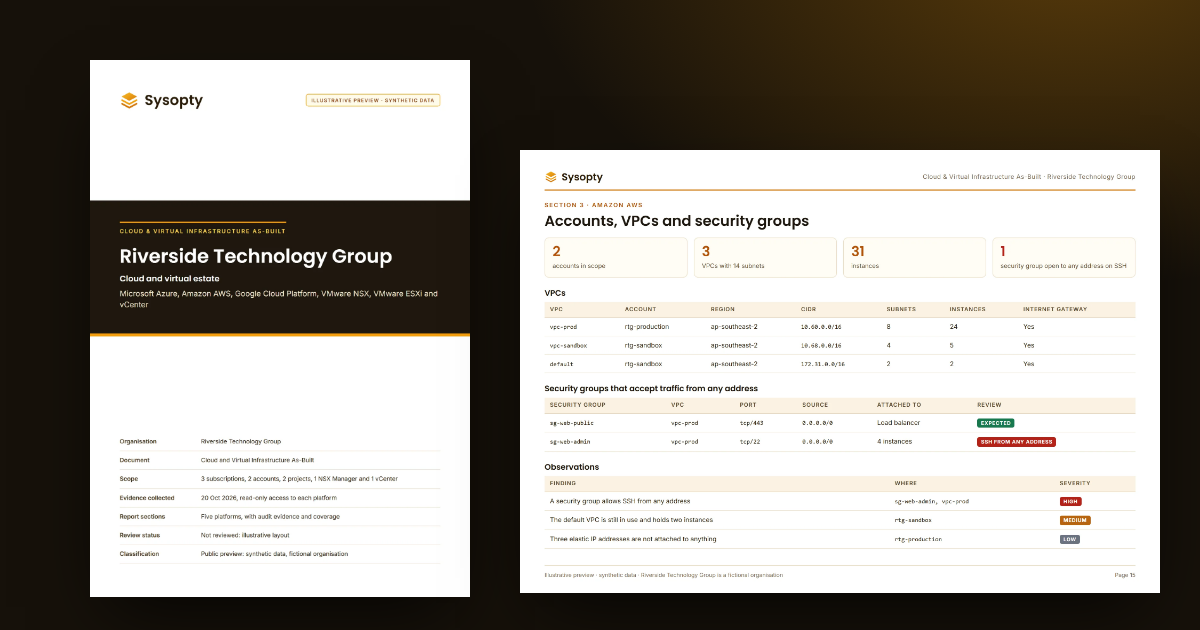 Sysopty
ILLUSTRATIVE PREVIEW · SYNTHETIC DATA
CLOUD & VIRTUAL INFRASTRUCTURE AS-BUILT
Riverside Technology Group
Cloud and virtual estate
Microsoft Azure, Amazon AWS, Google Cloud Platform, VMware NSX, VMware ESXi and
vCenter
Organisation Riverside Technology Group
Document Cloud and Virtual Infrastructure As-Built
Scope 3 subscriptions, 2 accounts, 2 projects, 1 NSX Manager and 1 vCenter
Evidence collected 20 Oct 2026, read-only access to each platform
Report sections Five platforms, with audit evidence and coverage
Review status Not reviewed: illustrative layout
Classification Public preview: synthetic data, fictional organisation
Sysopty
Cloud & Virtual Infrastructure As-Built · Riverside Technology Group
SECTION 3 · AMAZON AWS
Accounts, VPCs and security groups
2 3 31 1
accounts in scope VPCs with 14 subnets instances security group open to any address on SSH
VPCs
VPC ACCOUNT REGION CIDR SUBNETS INSTANCES INTERNET GATEWAY
vpc-prod rtg-production ap-southeast-2 10.60.0.0/16 8 24 Yes
vpc-sandbox rtg-sandbox ap-southeast-2 10.68.0.0/16 4 5 Yes
default rtg-sandbox ap-southeast-2 172.31.0.0/16 2 2 Yes
Security groups that accept traffic from any address
SECURITY GROUP VPC PORT SOURCE ATTACHED TO REVIEW
sg-web-public vpc-prod tcp/443 0.0.0.0/0 Load balancer EXPECTED
sg-web-admin vpc-prod tcp/22 0.0.0.0/0 4 instances SSH FROM ANY ADDRESS
Observations
FINDING WHERE SEVERITY
A security group allows SSH from any address sg-web-admin, vpc-prod HIGH
The default VPC is still in use and holds two instances rtg-sandbox MEDIUM
Three elastic IP addresses are not attached to anything rtg-production LOW
Illustrative preview · synthetic data · Riverside Technology Group is a fictional organisation Page 15